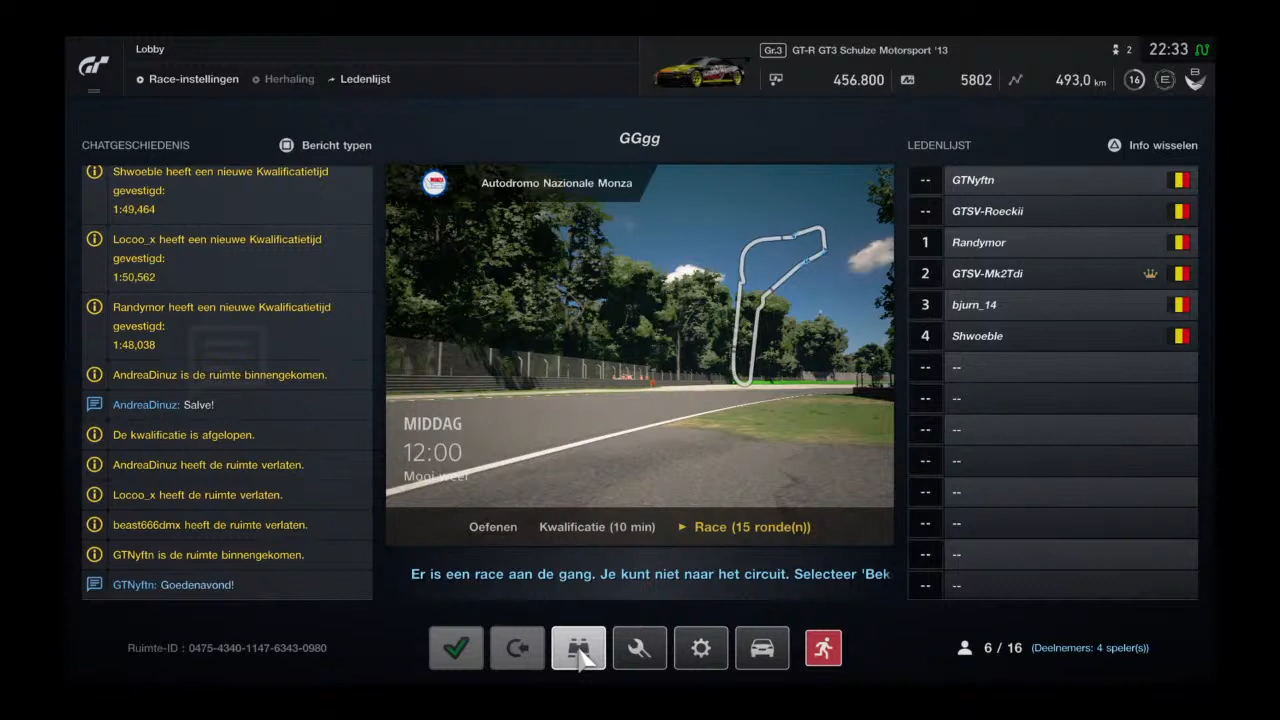 Lobby
Race-instellingen
Herhaling
Ledenlijst
Gr.3 GT-R GT3 Schulze Motorsport '13
2 22:33
456.800 5802 493,0 km 16 E B
CHATGESCHIEDENIS
Bericht typen
Shwoeble heeft een nieuwe Kwalificatietijd
gevestigd:
1:49,464
Locoo_x heeft een nieuwe Kwalificatietijd
gevestigd:
1:50,562
Randymor heeft een nieuwe Kwalificatietijd
gevestigd:
1:48,038
AndreaDinuz is de ruimte binnengekomen.
AndreaDinuz: Salve!
De kwalificatie is afgelopen.
AndreaDinuz heeft de ruimte verlaten.
Locoo_x heeft de ruimte verlaten.
beast666dmx heeft de ruimte verlaten.
GTNyftn is de ruimte binnengekomen.
GTNyftn: Goedenavond!
GGgg
Autodromo Nazionale Monza
MIDDAG
12:00
Mooi weer
Oefenen Kwalificatie (10 min) Race (15 ronde(n))
Er is een race aan de gang. Je kunt niet naar het circuit. Selecteer 'Bek
LEDENLIJST
Info wisselen
-- GTNyftn
-- GTSV-Roeckii
1 Randymor
2 GTSV-Mk2Tdi
3 bjurn_14
4 Shwoeble
-- --
-- --
-- --
-- --
-- --
-- --
-- --
-- --
Ruimte-ID : 0475-4340-1147-6343-0980
6 / 16 (Deelnemers: 4 speler(s))